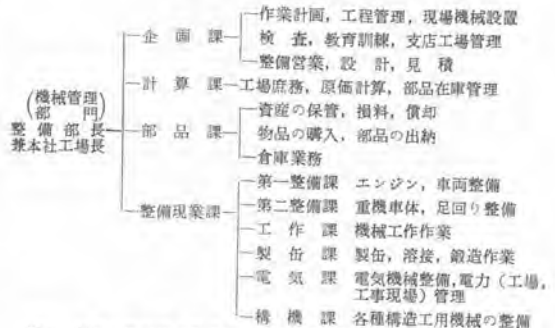 (機械管理部門)
整備部長
兼本社工場長
企画課
作業計画，工程管理，現場機械設置
検査，教育訓練，支店工場管理
整備営業，設計，見積
計算課 工場庶務，原価計算，部品在庫管理
部品課
資産の保管，損料，償却
物品の購入，部品の出納
倉庫業務
整備現業課
第一整備課 エンジン，車両整備
第二整備課 重機車体，足回り整備
工作課 機械工作作業
製缶課 製缶，溶接，鍛造作業
電気課 電気機械整備，電力（工場，
工事現場）管理
構機課 各種構造工用機械の整備